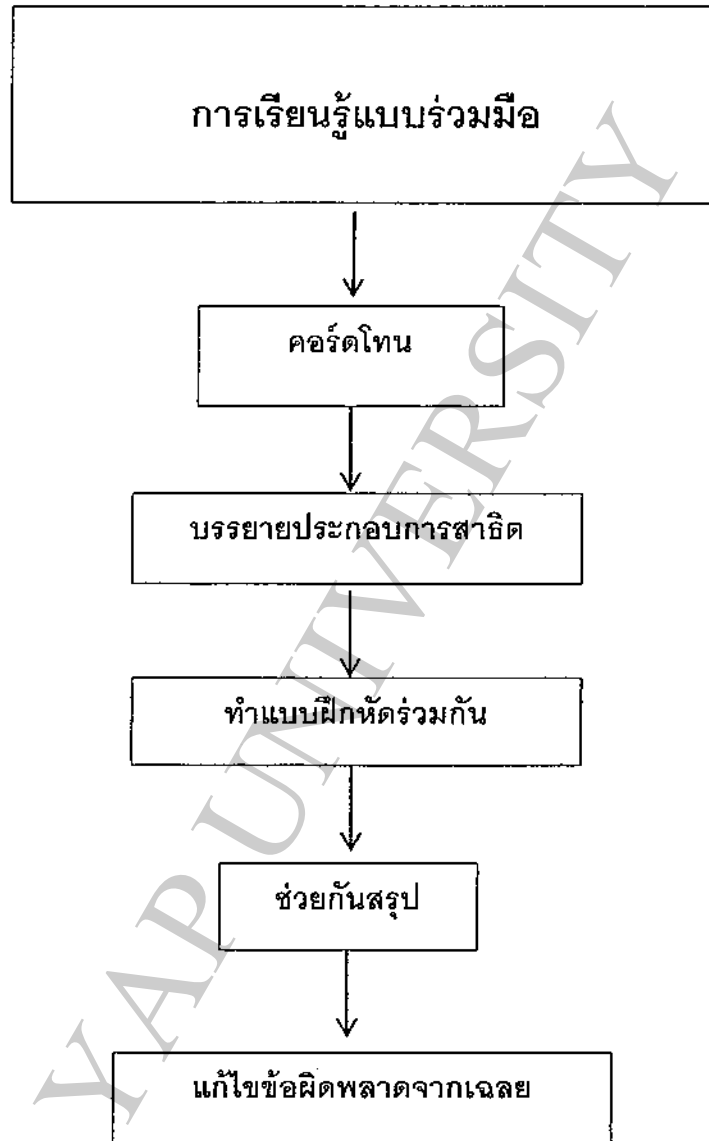 การเรียนรู้แบบร่วมมือ
คอร์ดโทน
บรรยายประกอบการสาธิต
ทำแบบฝึกหัดร่วมกัน
ช่วยกันสรุป
แก้ไขข้อผิดพลาดจากเฉลย
YAP UNIVERSITY